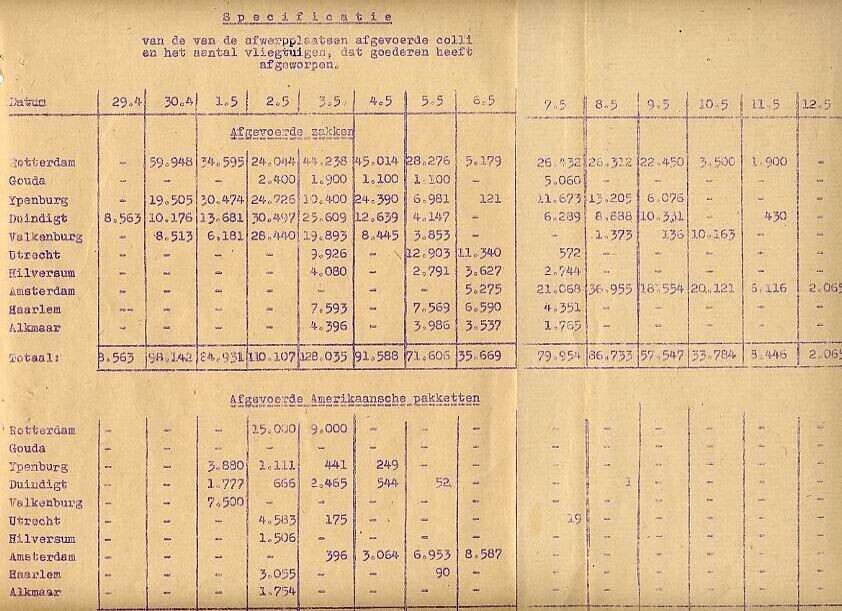 Specificatie
van de van de afwerpplaatsen afgevoerde colli
en het aantal vliegtuigen, dat goederen heeft
afgeworpen.
Datum 29.4 30.4 1.5 2.5 3.5 4.5 5.5 6.5 7.5 8.5 9.5 10.5 11.5 12.5
Afgevoerde zakken
Rotterdam - 59.948 34.595 24.044 44.238 45.014 28.276 5.179 26.432 26.312 22.450 3.500 1.900 -
Gouda - - - 2.400 1.900 1.100 1.100 - 5.060 - - - - -
Ypenburg - 19.505 30.474 24.726 10.400 24.390 6.981 121 11.673 13.205 6.076 - - -
Duindigt 8.563 10.176 13.681 30.497 25.609 12.639 4.147 - 6.289 8.888 10.331 - 430 -
Valkenburg - 8.513 6.181 28.440 19.893 8.445 3.853 - - 1.373 136 10.163 - -
Utrecht - - - - 9.926 - 12.903 11.340 572 - - - - -
Hilversum - - - - 4.080 - 2.791 3.627 2.744 - - - - -
Amsterdam - - - - - - - 5.275 21.068 36.955 18.554 20.121 6.116 2.065
Haarlem -- - - - 7.593 - 7.569 6.590 4.351 - - - - -
Alkmaar - - - - 4.396 - 3.986 3.537 1.765 - - - - -
Totaal: 8.563 98.142 84.931 110.107 128.035 91.588 71.606 35.669 79.954 86.733 57.547 33.784 8.446 2.065
Afgevoerde Amerikaansche pakketten
Rotterdam - - - 15.000 9.000 - - - - - - - - -
Gouda - - - - - - - - - - - - - -
Ypenburg - - 3.880 1.111 441 249 - - - - - - - -
Duindigt - - 1.777 666 2.465 544 52 - - 1 - - - -
Valkenburg - - 7.500 - - - - - - - - - - -
Utrecht - - - 4.583 175 - - - 19 - - - - -
Hilversum - - - 1.506 - - - - - - - - - -
Amsterdam - - - - 396 3.064 6.953 8.587 - - - - - -
Haarlem - - - 3.055 - - 90 - - - - - - -
Alkmaar - - - 1.754 - - - - - - - - - -